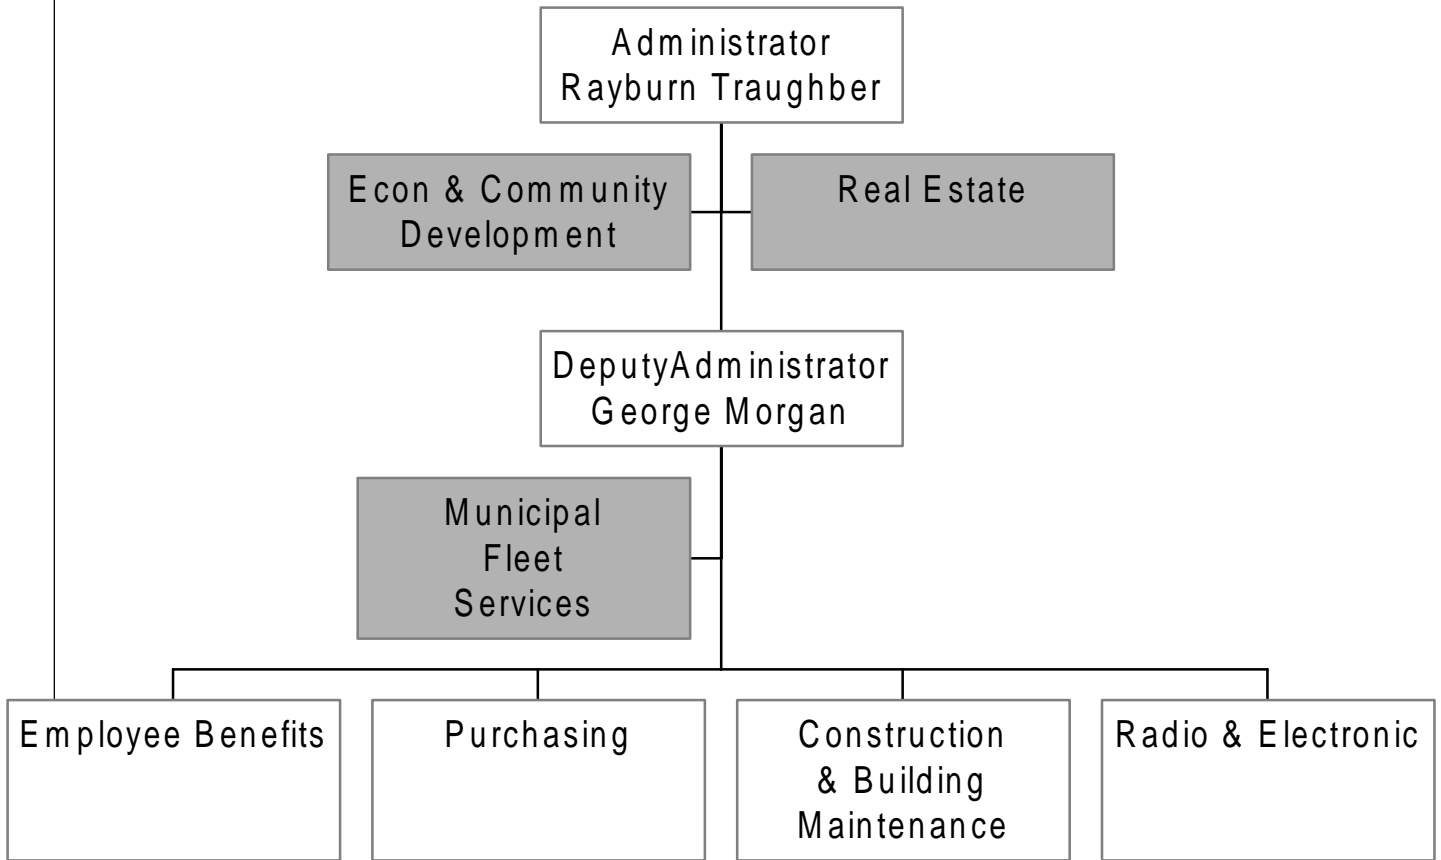 Administrator
Rayburn Traughber
Econ & Community
Development
Real Estate
DeputyAdministrator
George Morgan
Municipal
Fleet
Services
Employee Benefits
Purchasing
Construction
& Building
Maintenance
Radio & Electronic